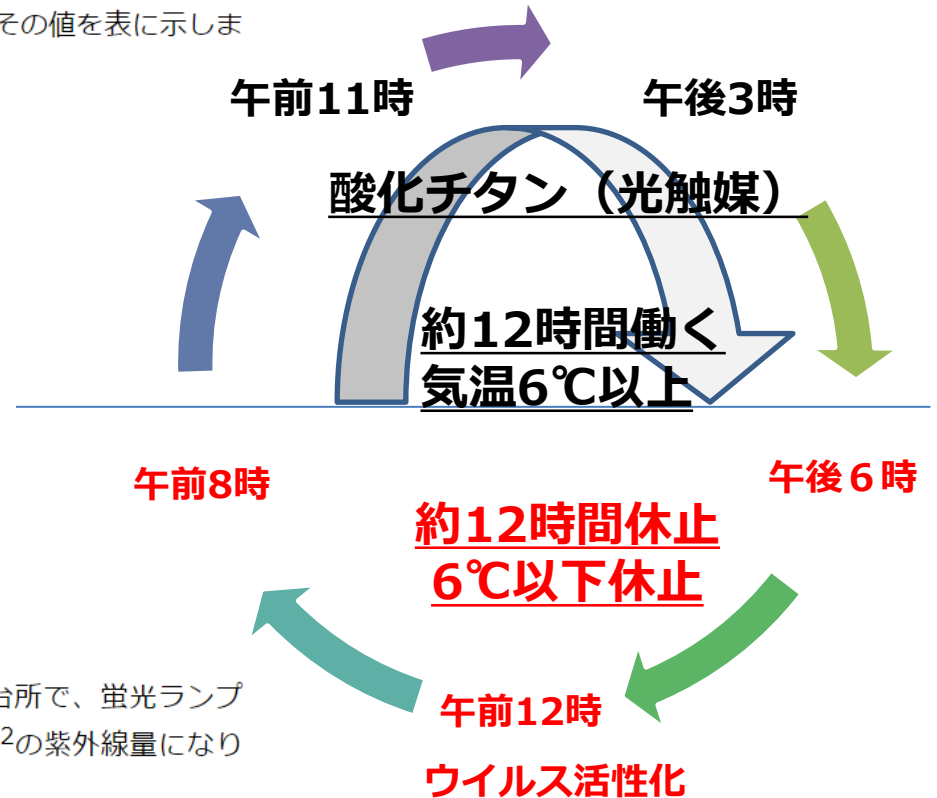 その値を表に示しま
午前11時
午後3時
酸化チタン（光触媒）
約12時間働く
気温6℃以上
午前8時
午後６時
約12時間休止
6℃以下休止
台所で、蛍光ランプ
2の紫外線量になり
午前12時
ウイルス活性化